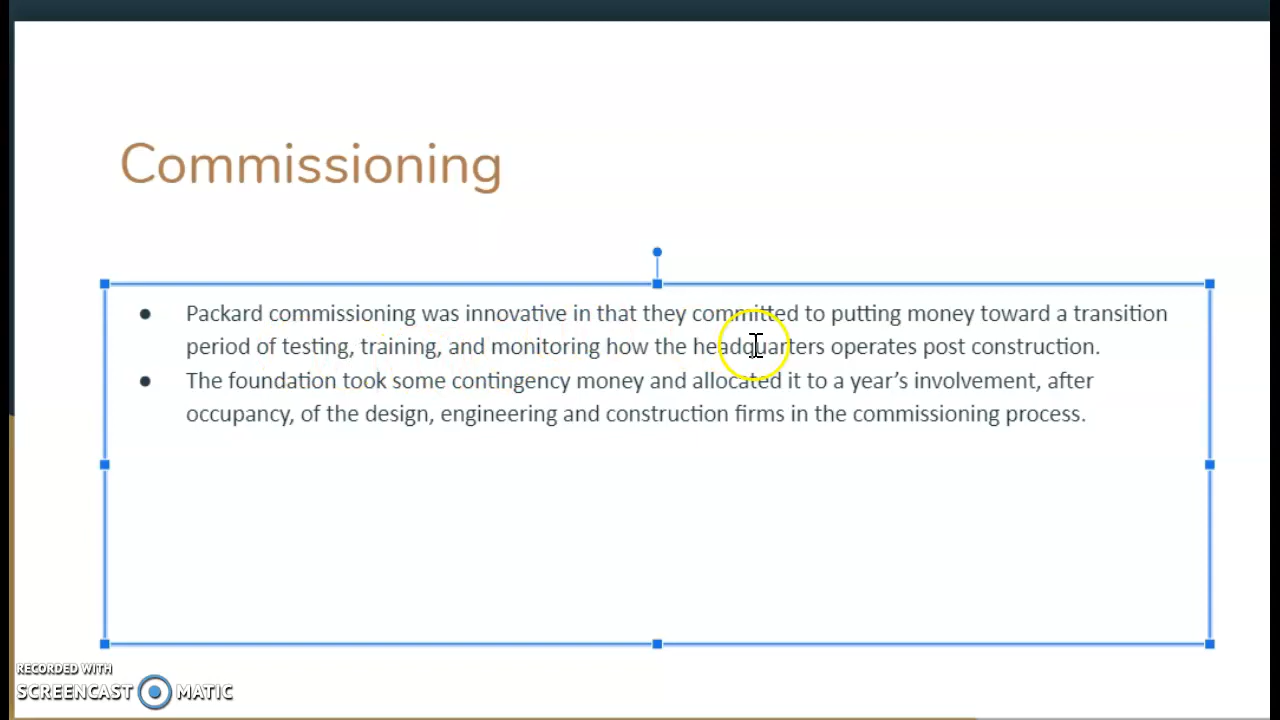 Commissioning
● Packard commissioning was innovative in that they committed to putting money toward a transition
period of testing, training, and monitoring how the headquarters operates post construction.
● The foundation took some contingency money and allocated it to a year’s involvement, after
occupancy, of the design, engineering and construction firms in the commissioning process.
RECORDED WITH
SCREENCAST MATIC